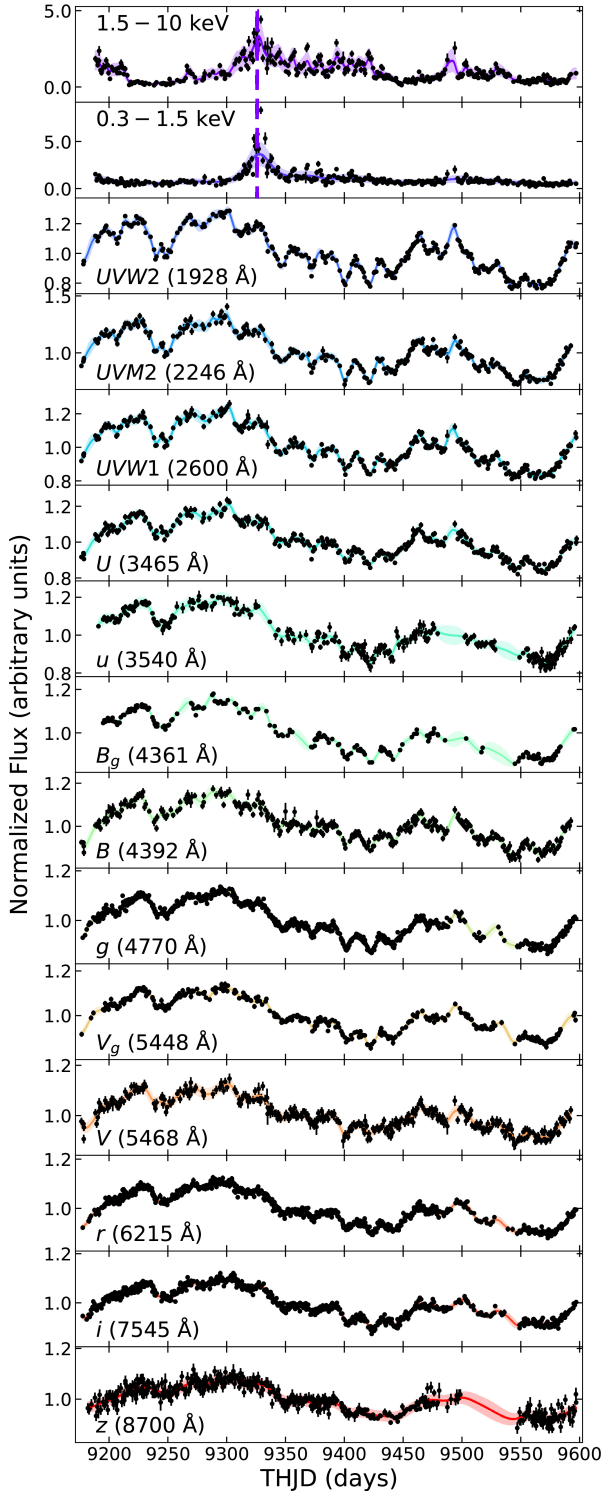 5.0
1.5 − 10 keV
0.0
0.3 − 1.5 keV
5.0
0.0
1.2
1.0
UVW2 (1928 Å)
0.8
1.5
1.0
UVM2 (2246 Å)
1.2
1.0
UVW1 (2600 Å)
0.8
1.2
1.0
U (3465 Å)
0.8
1.2
1.0
u (3540 Å)
0.8
1.2
1.0
B_g (4361 Å)
1.2
1.0
B (4392 Å)
1.2
1.0
g (4770 Å)
1.2
1.0
V_g (5448 Å)
1.2
1.0
V (5468 Å)
1.2
1.0
r (6215 Å)
1.2
1.0
i (7545 Å)
1.2
1.0
z (8700 Å)
9200 9250 9300 9350 9400 9450 9500 9550 9600
THJD (days)
Normalized Flux (arbitrary units)